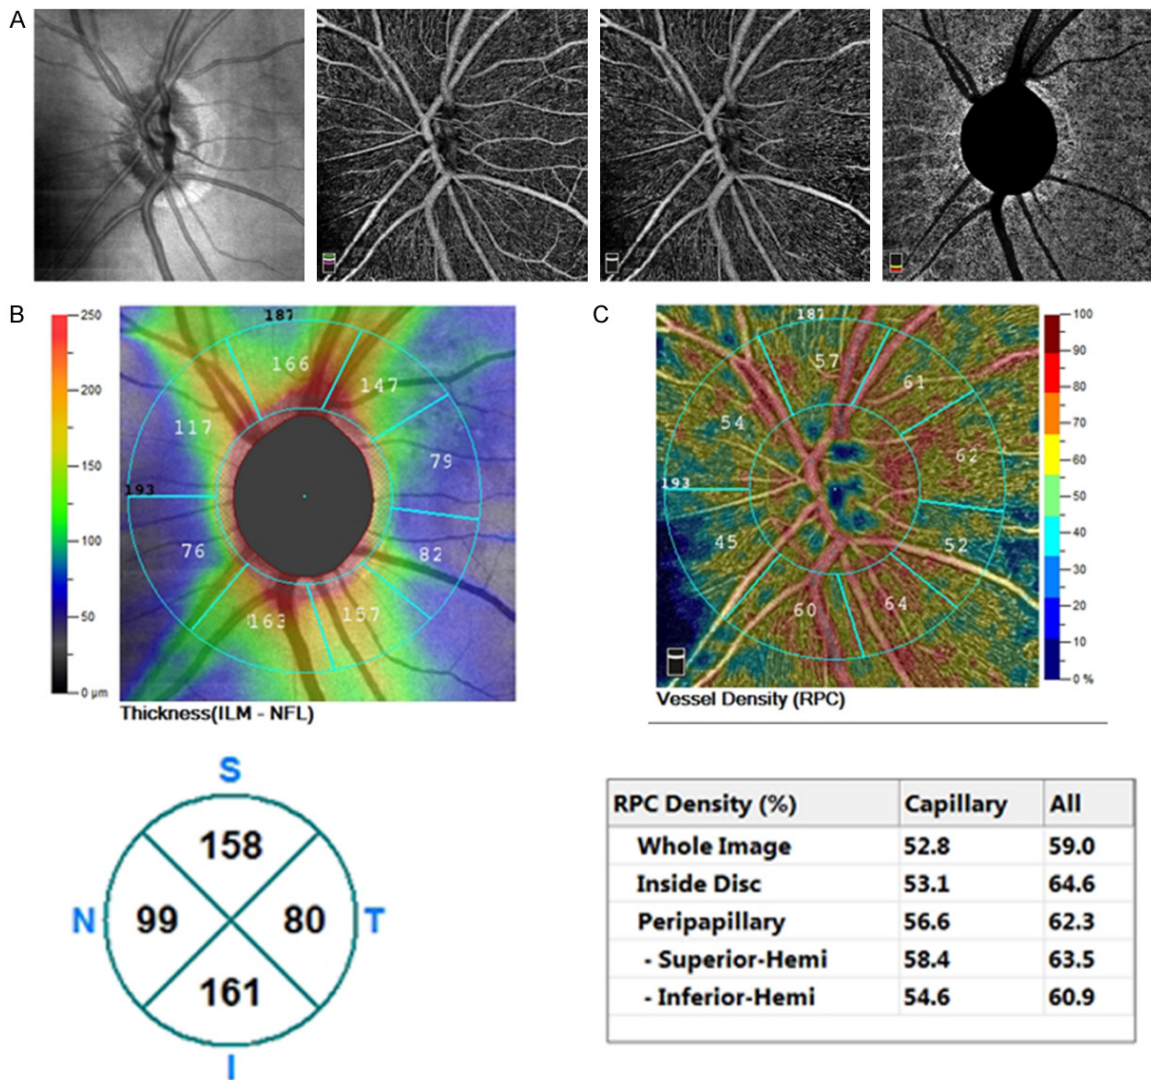 A
B
C
250
200
150
100
50
0 µm
187
166
147
117
79
193
76
82
163
157
Thickness(ILM - NFL)
187
57
61
54
62
193
45
52
60
64
100
90
80
70
60
50
40
30
20
10
0 %
Vessel Density (RPC)
S
158
N 99 80 T
161
I
RPC Density (%) Capillary All
Whole Image 52.8 59.0
Inside Disc 53.1 64.6
Peripapillary 56.6 62.3
- Superior-Hemi 58.4 63.5
- Inferior-Hemi 54.6 60.9